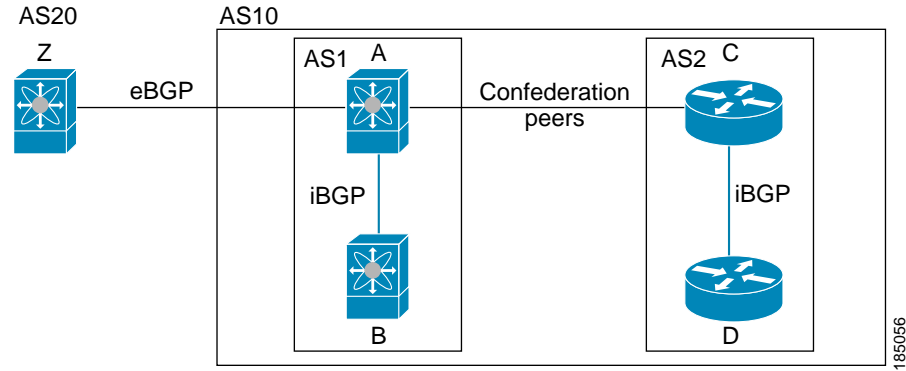 AS20
AS10
Z
AS1
A
AS2
C
eBGP
Confederation
peers
iBGP
iBGP
B
D
185056